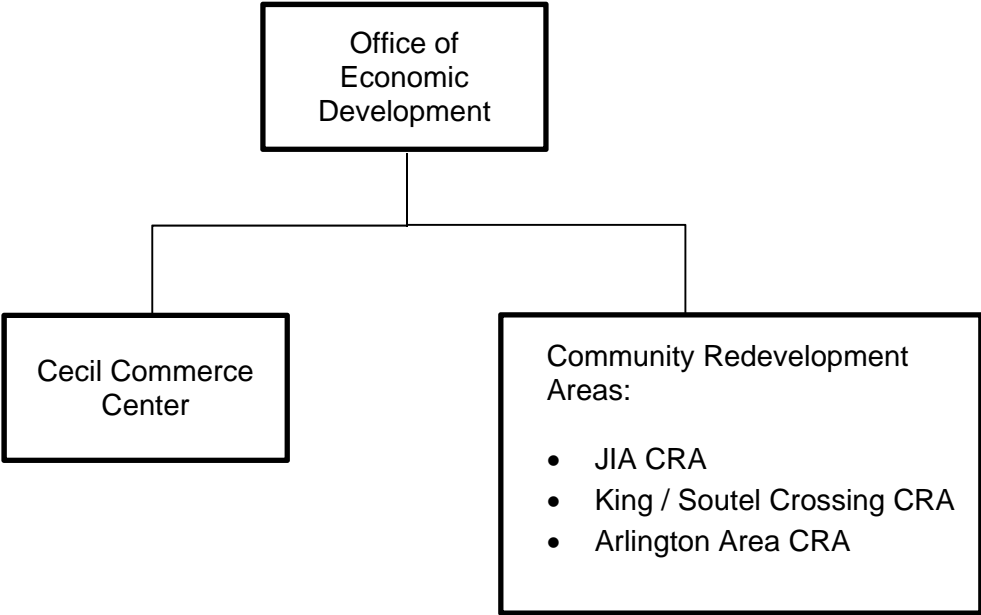 Office of
Economic
Development
Cecil Commerce
Center
Community Redevelopment
Areas:
• JIA CRA
• King / Soutel Crossing CRA
• Arlington Area CRA